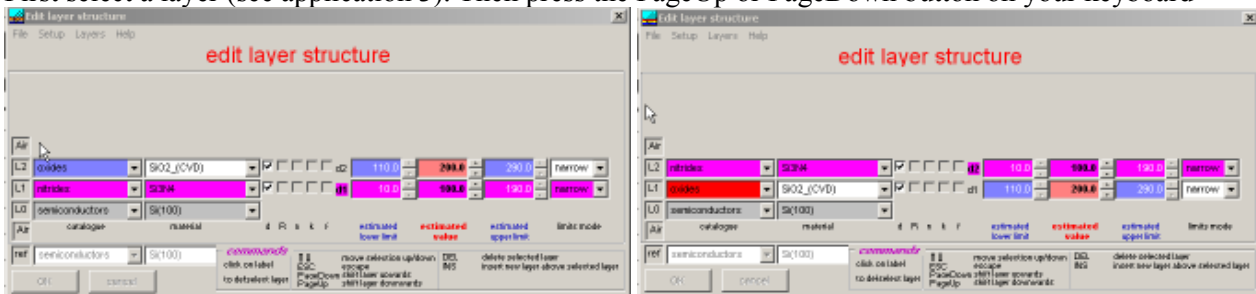 First select a layer (see application 3). Then press the PageUp or PageDown button on your keyboard
Edit layer structure
File Setup Layers Help
edit layer structure
Air
L2 oxides SiO2_(CVD) d2 110.0 200.0 290.0 narrow
L1 nitrides Si3N4 d1 10.0 100.0 190.0 narrow
L0 semiconductors Si(100)
Air catalogue material d R n k f estimated lower limit estimated value estimated upper limit limits mode
ref semiconductors Si(100)
commands
click on label
to de/select layer
move selection up/down DEL delete selected layer
ESC escape INS insert new layer above selected layer
PageDown shift layer upwards
PageUp shift layer downwards
OK cancel
Edit layer structure
File Setup Layers Help
edit layer structure
Air
L2 nitrides Si3N4 d2 10.0 100.0 190.0 narrow
L1 oxides SiO2_(CVD) d1 110.0 200.0 290.0 narrow
L0 semiconductors Si(100)
Air catalogue material d R n k f estimated lower limit estimated value estimated upper limit limits mode
ref semiconductors Si(100)
commands
click on label
to de/select layer
move selection up/down DEL delete selected layer
ESC escape INS insert new layer above selected layer
PageDown shift layer upwards
PageUp shift layer downwards
OK cancel